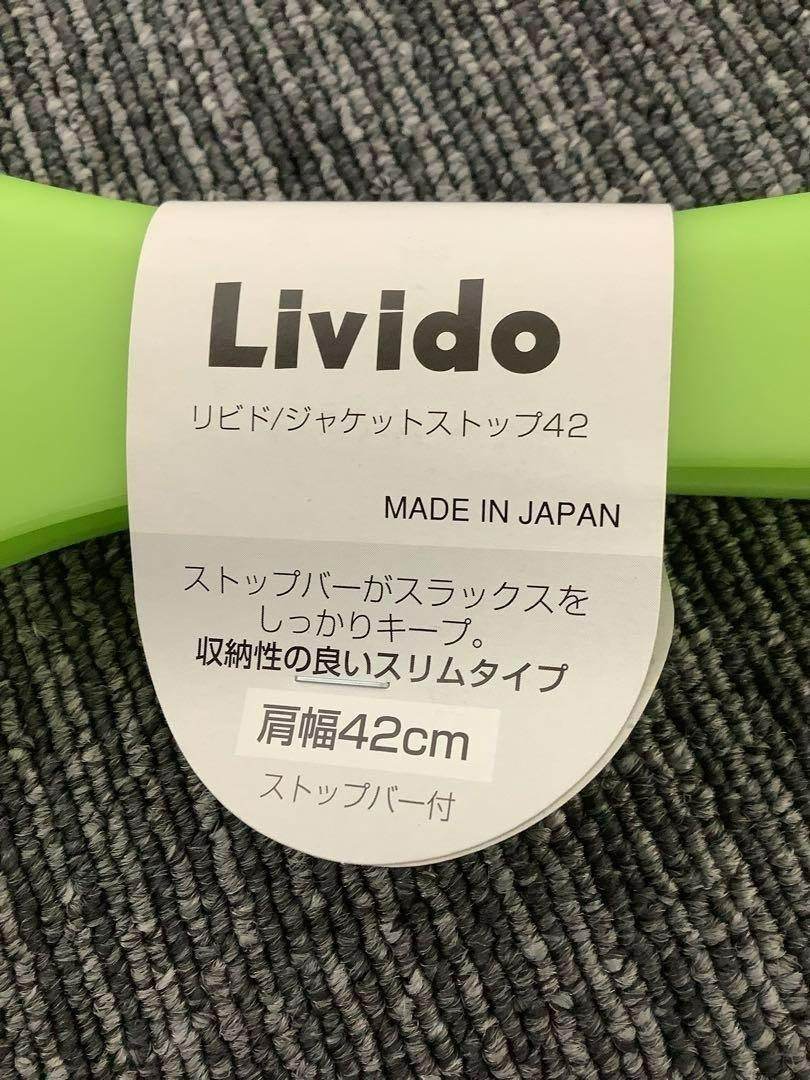 Livido
リビド/ジャケットストップ42
MADE IN JAPAN
ストップバーがスラックスを
しっかりキープ。
収納性の良いスリムタイプ
肩幅42cm
ストップバー付